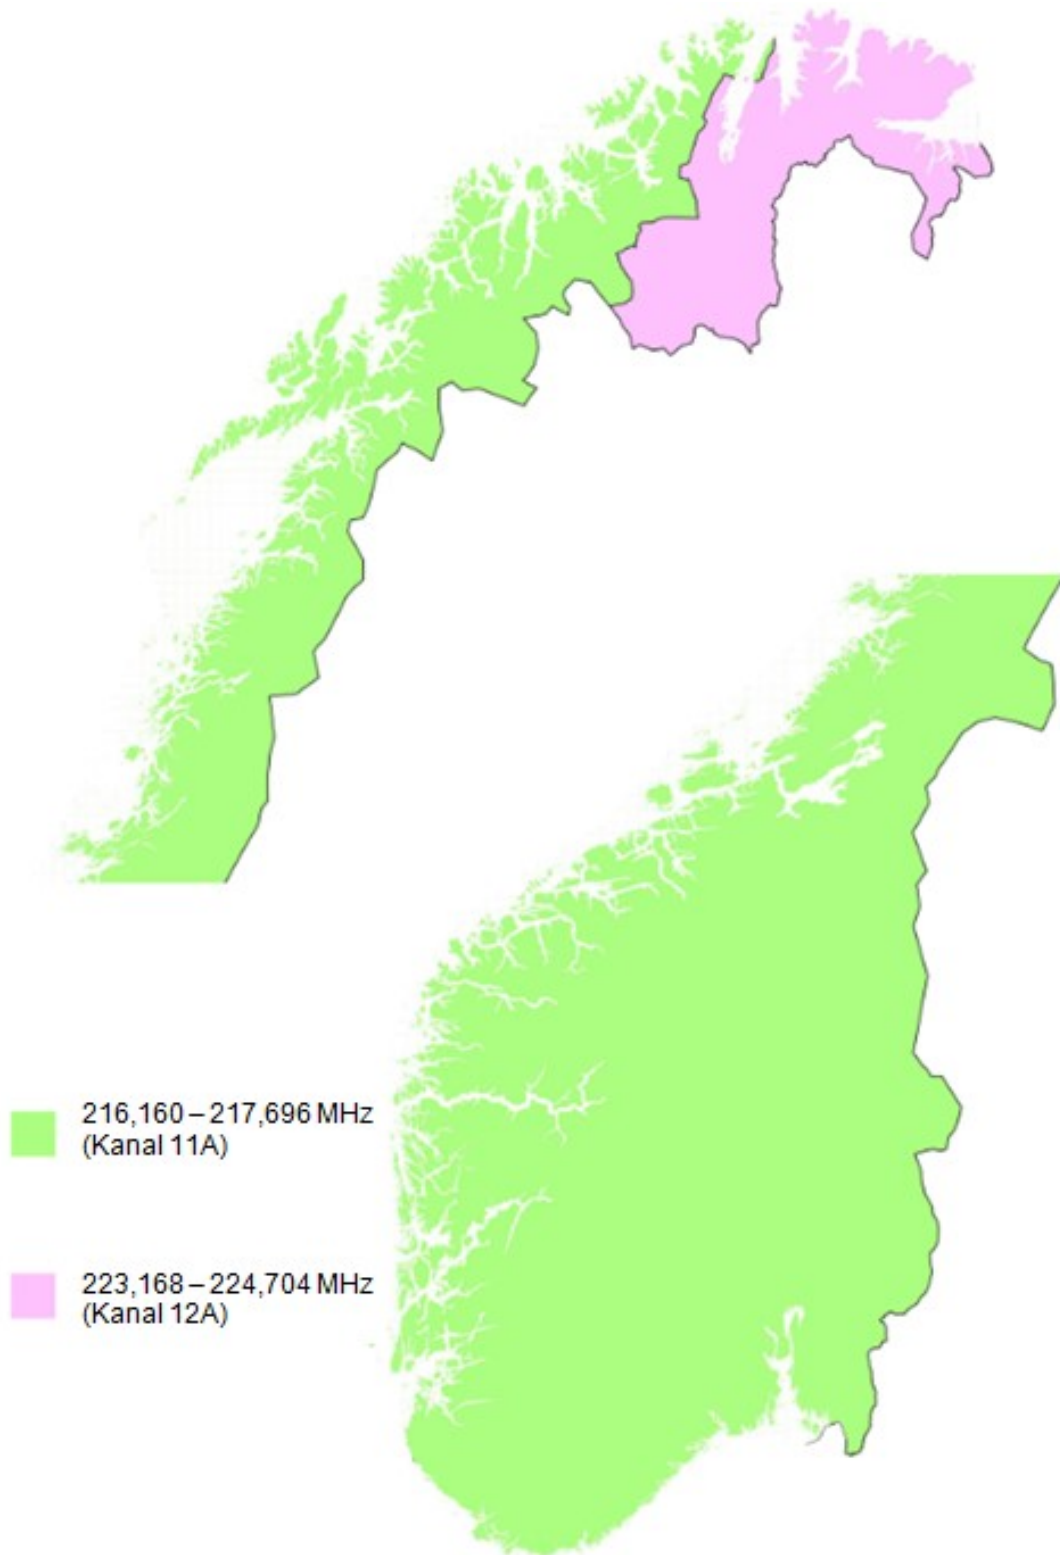 216,160 – 217,696 MHz
(Kanal 11A)
223,168 – 224,704 MHz
(Kanal 12A)